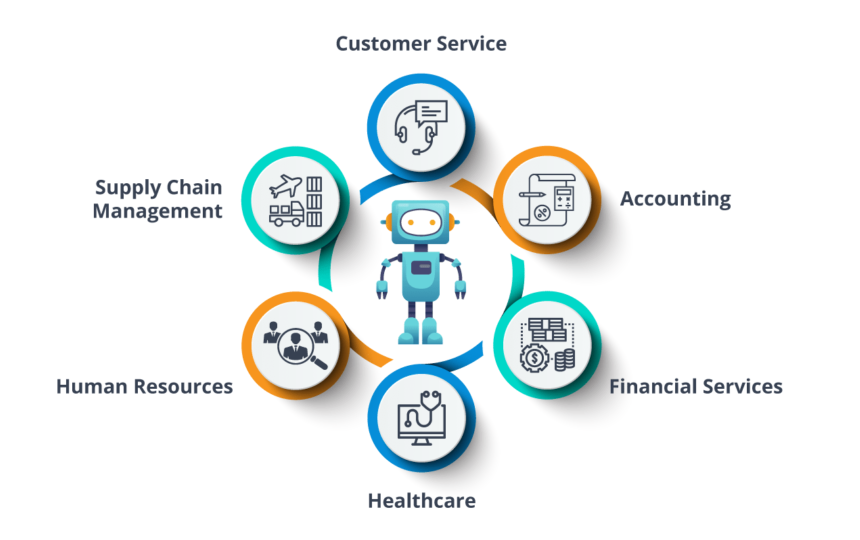 Customer Service
Supply Chain
Management
Accounting
Human Resources
Financial Services
Healthcare